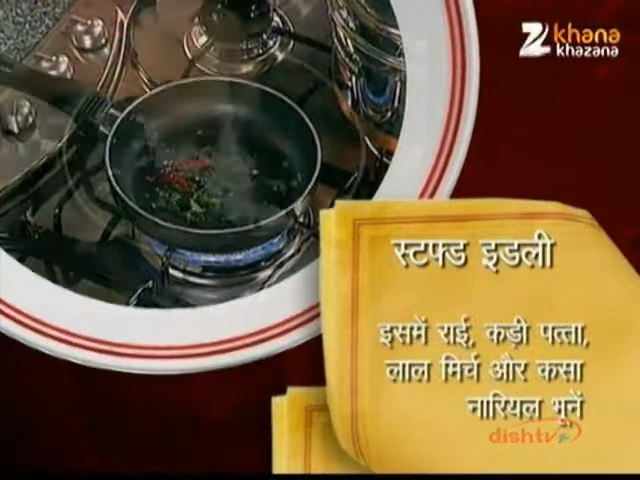 Z khana
khazana
स्टफ्ड इडली
इसमें राई, कड़ी पत्ता,
लाल मिर्च और कसा
नारियल भूनें
dishtv